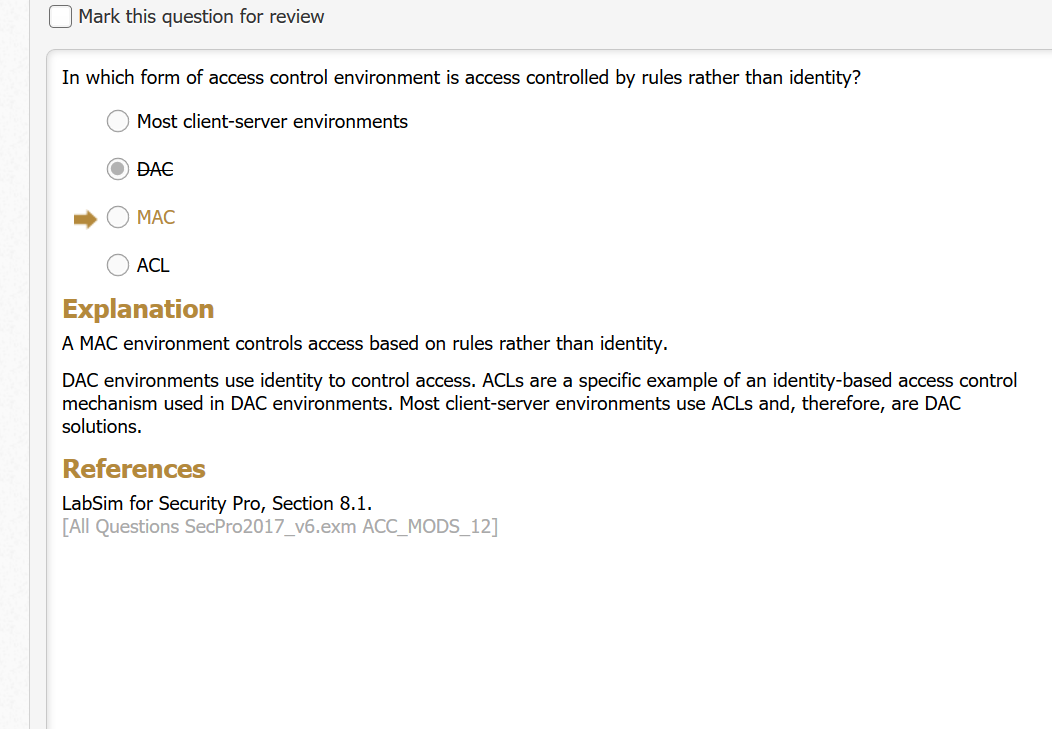 Mark this question for review
In which form of access control environment is access controlled by rules rather than identity?
Most client-server environments
DAC
MAC
ACL
Explanation
A MAC environment controls access based on rules rather than identity.
DAC environments use identity to control access. ACLs are a specific example of an identity-based access control
mechanism used in DAC environments. Most client-server environments use ACLs and, therefore, are DAC
solutions.
References
LabSim for Security Pro, Section 8.1.
[All Questions SecPro2017_v6.exm ACC_MODS_12]